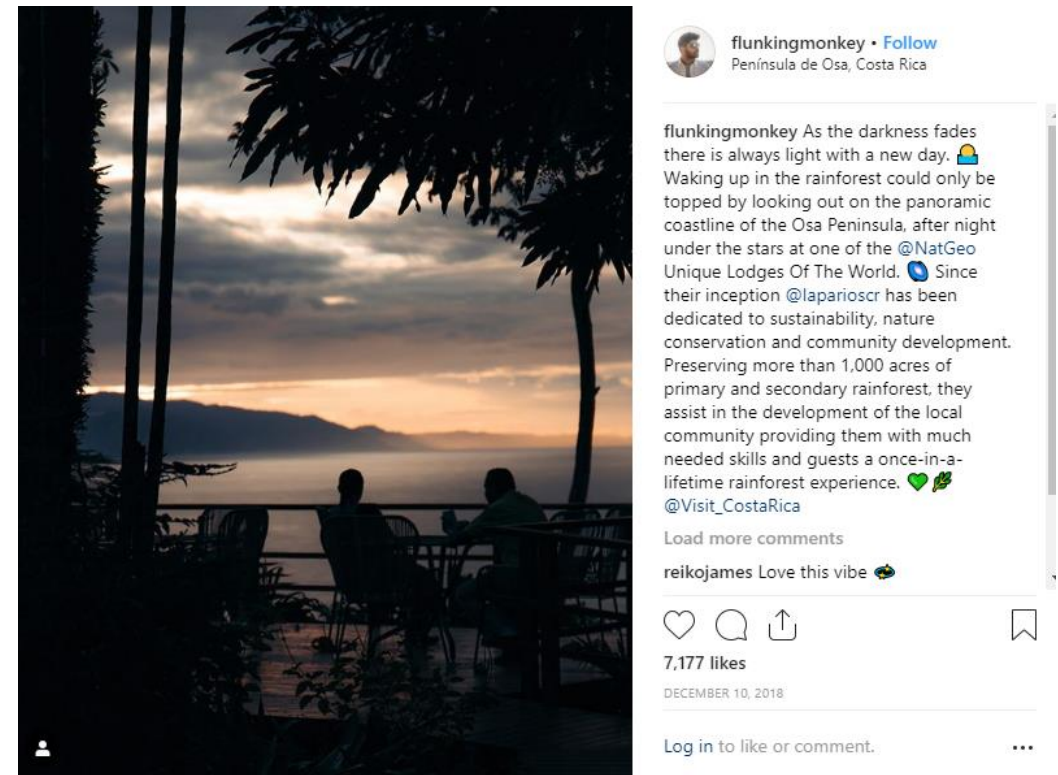 flunkingmonkey • Follow
Península de Osa, Costa Rica
flunkingmonkey As the darkness fades
there is always light with a new day.
Waking up in the rainforest could only be
topped by looking out on the panoramic
coastline of the Osa Peninsula, after night
under the stars at one of the @NatGeo
Unique Lodges Of The World. Since
their inception @laparioscr has been
dedicated to sustainability, nature
conservation and community development.
Preserving more than 1,000 acres of
primary and secondary rainforest, they
assist in the development of the local
community providing them with much
needed skills and guests a once-in-a-
lifetime rainforest experience.
@Visit_CostaRica
Load more comments
reikojames Love this vibe
7,177 likes
DECEMBER 10, 2018
Log in to like or comment.